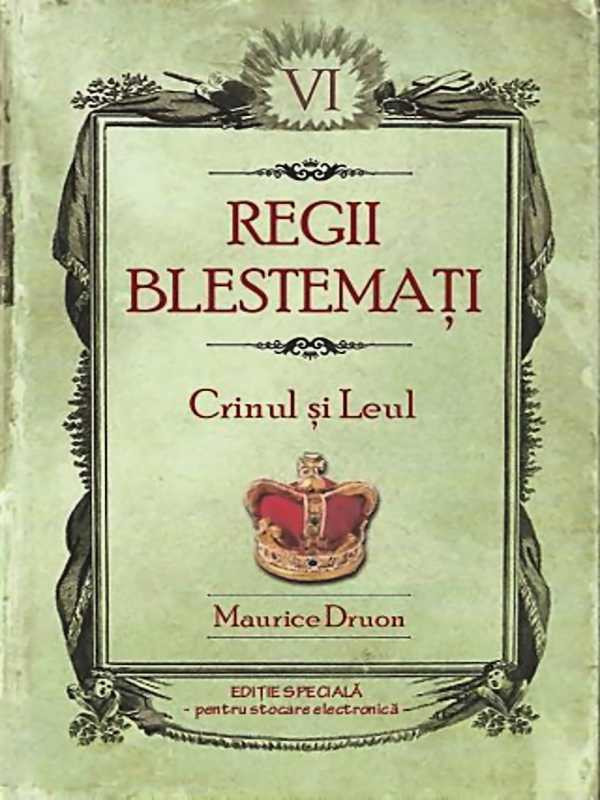 VI
REGII
BLESTEMAȚI
Crinul și Leul
Maurice Druon
EDIȚIE SPECIALĂ
- pentru stocare electronică -